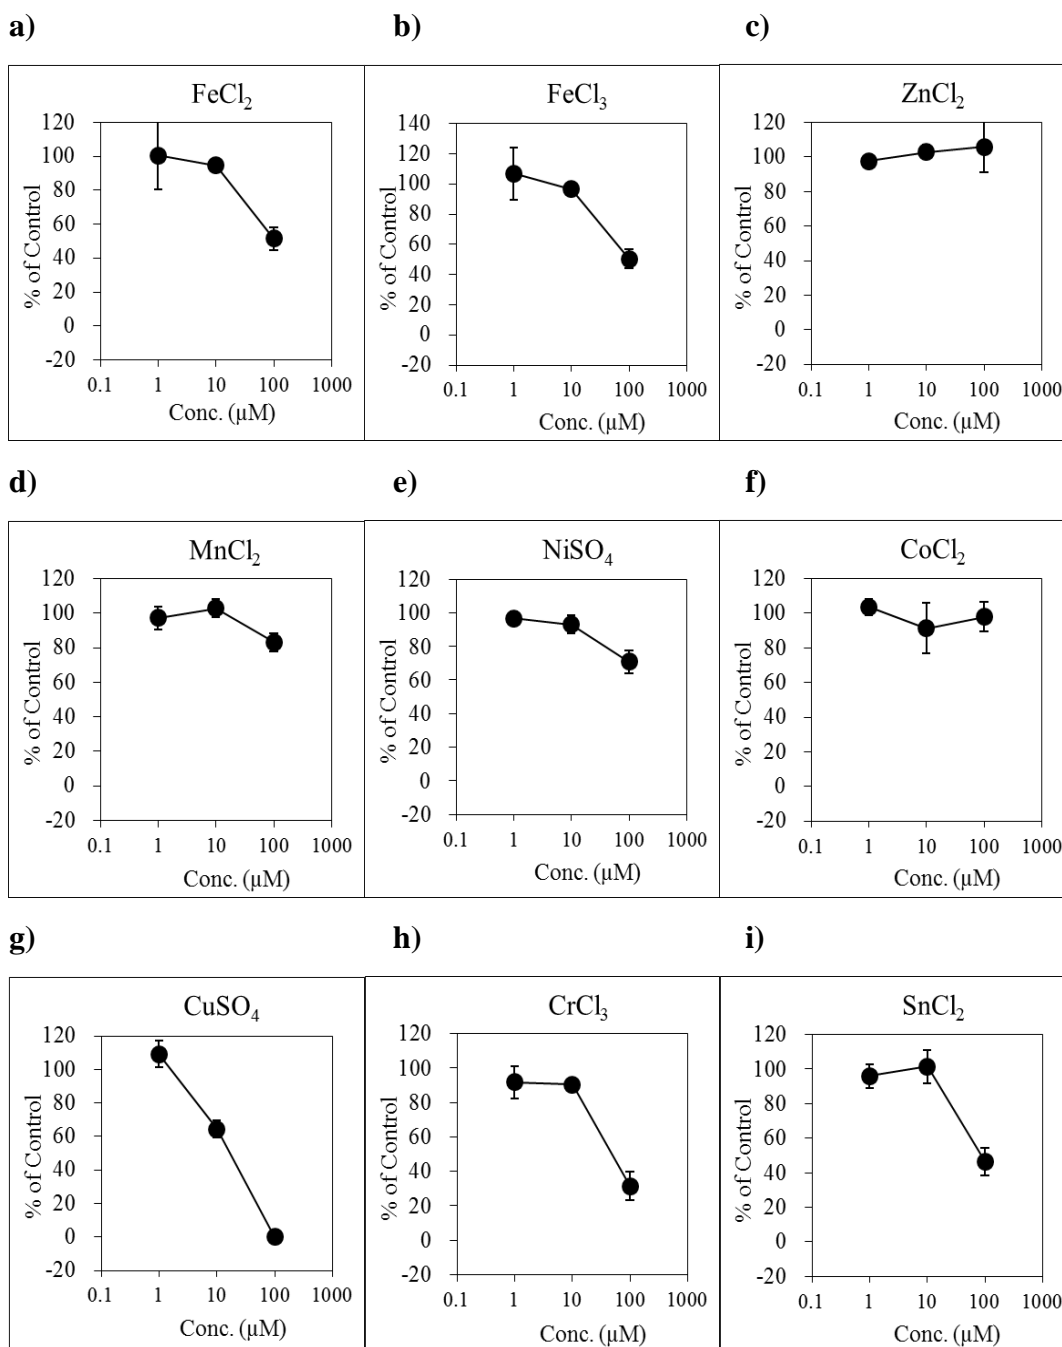 a)
b)
c)
FeCl₂
120
100
80
60
40
20
0
-20
% of Control
0.1 1 10 100 1000
Conc. (µM)
FeCl₃
140
120
100
80
60
40
20
0
-20
% of Control
0.1 1 10 100 1000
Conc. (µM)
ZnCl₂
120
100
80
60
40
20
0
-20
% of Control
0.1 1 10 100 1000
Conc. (µM)
d)
e)
f)
MnCl₂
120
100
80
60
40
20
0
-20
% of Control
0.1 1 10 100 1000
Conc. (µM)
NiSO₄
120
100
80
60
40
20
0
-20
% of Control
0.1 1 10 100 1000
Conc. (µM)
CoCl₂
120
100
80
60
40
20
0
-20
% of Control
0.1 1 10 100 1000
Conc. (µM)
g)
h)
i)
CuSO₄
120
100
80
60
40
20
0
-20
% of Control
0.1 1 10 100 1000
Conc. (µM)
CrCl₃
120
100
80
60
40
20
0
-20
% of Control
0.1 1 10 100 1000
Conc. (µM)
SnCl₂
120
100
80
60
40
20
0
-20
% of Control
0.1 1 10 100 1000
Conc. (µM)